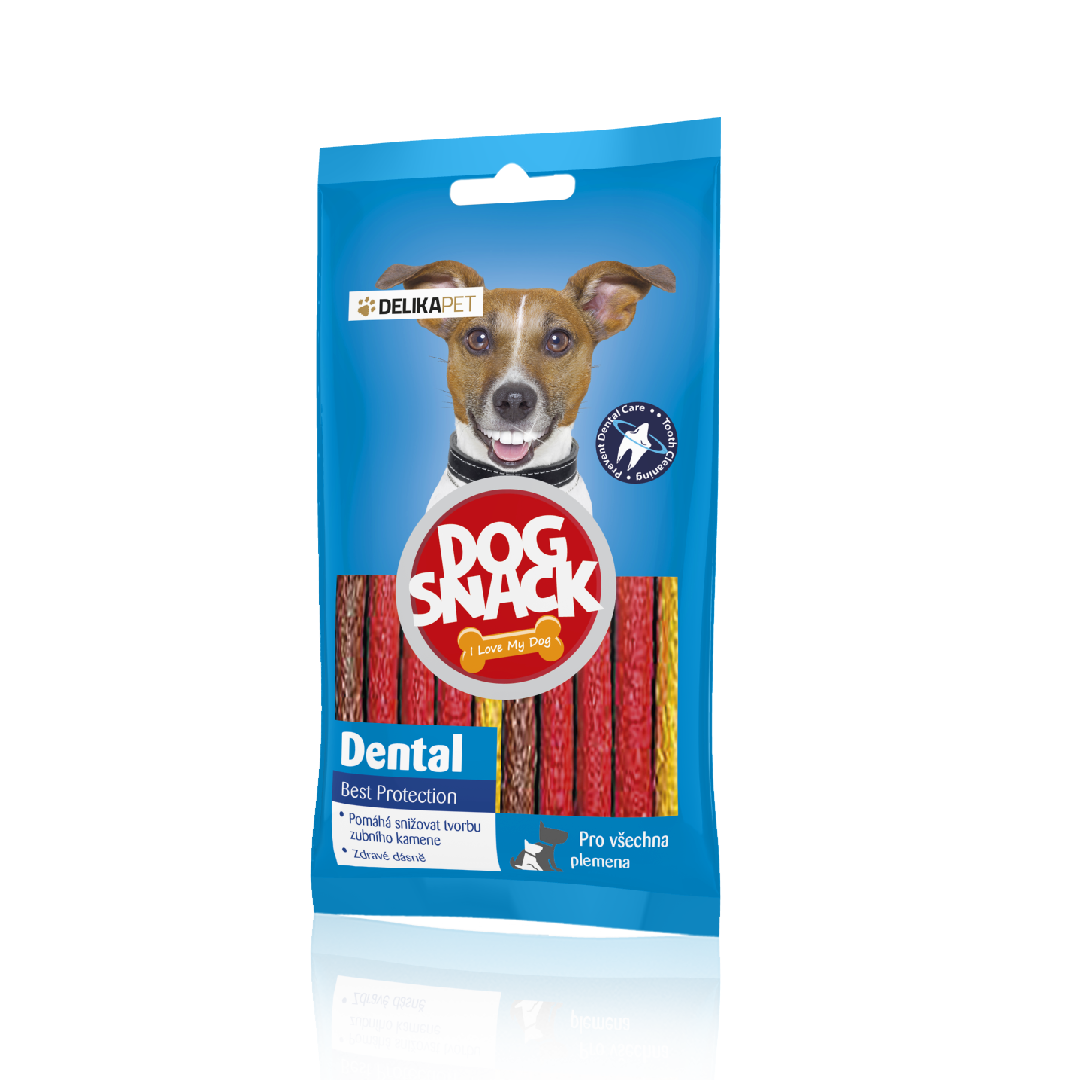 DELIKAPET
Prevent Dental Care • • Tooth Cleaning •
DOG
SNACK
I Love My Dog
Dental
Best Protection
• Pomáhá snižovat tvorbu
zubního kamene
• Zdravé dásně
Pro všechna
plemena